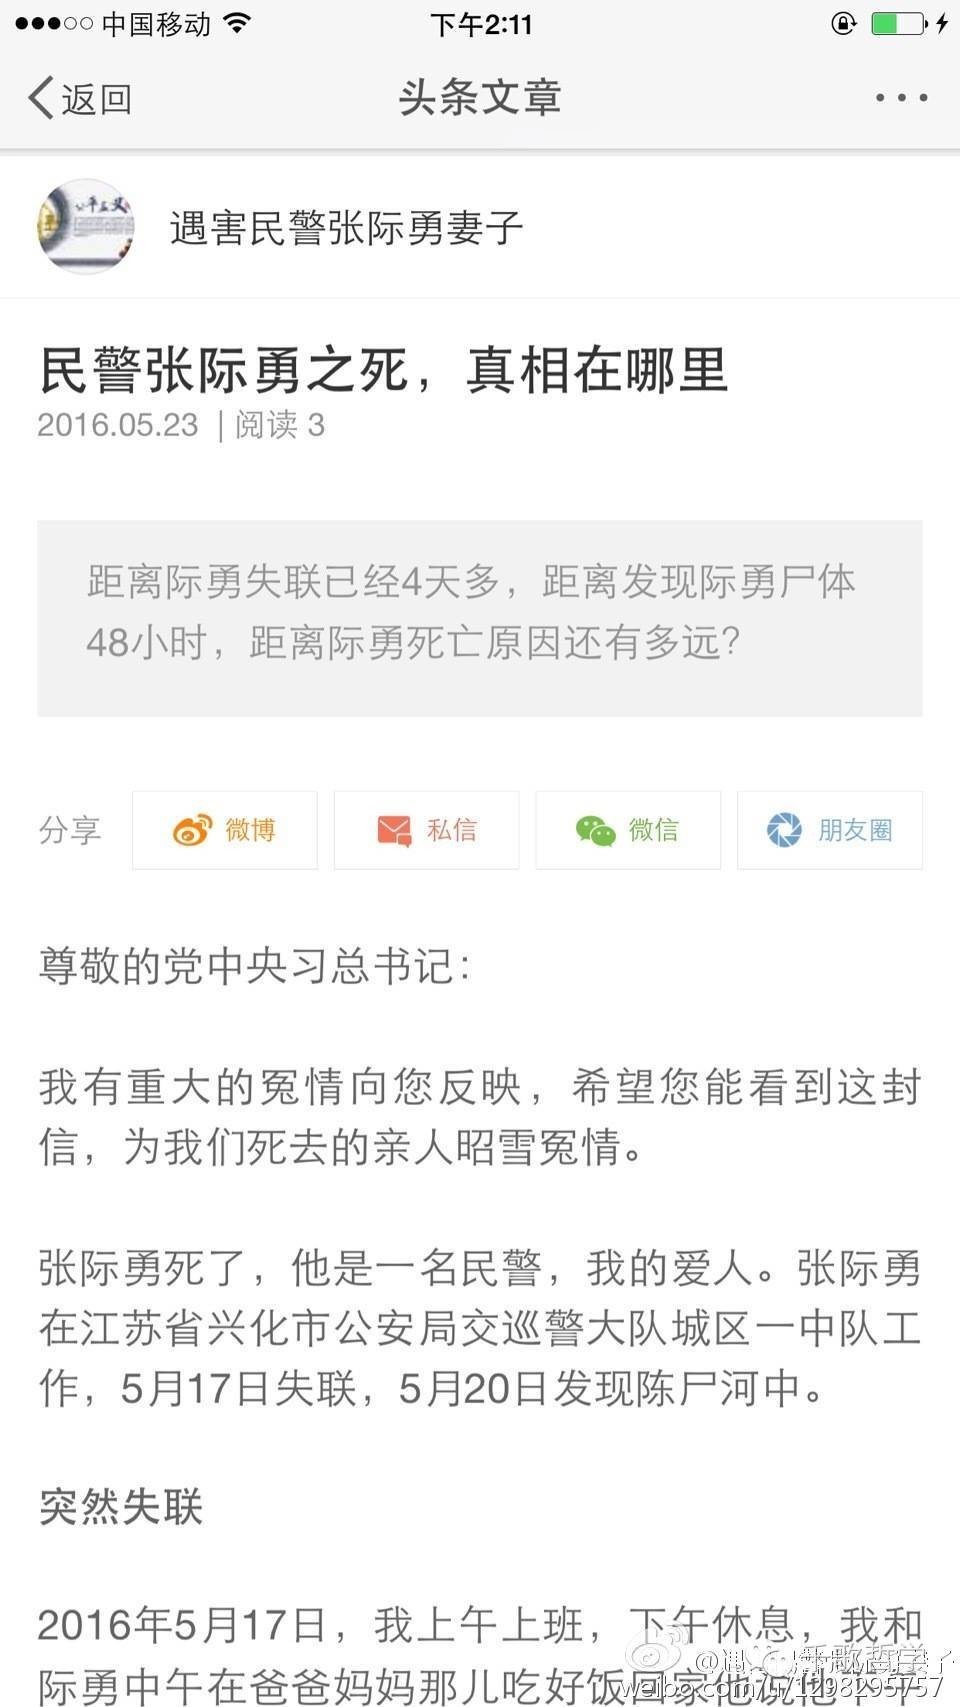 中国移动 下午2:11
返回 头条文章
公平正义
遇害民警张际勇妻子
民警张际勇之死，真相在哪里
2016.05.23 | 阅读 3
距离际勇失联已经4天多，距离发现际勇尸体
48小时，距离际勇死亡原因还有多远？
分享 微博 私信 微信 朋友圈
尊敬的党中央习总书记：
我有重大的冤情向您反映，希望您能看到这封
信，为我们死去的亲人昭雪冤情。
张际勇死了，他是一名民警，我的爱人。张际勇
在江苏省兴化市公安局交巡警大队城区一中队工
作，5月17日失联，5月20日发现陈尸河中。
突然失联
2016年5月17日，我上午上班，下午休息，我和
际勇中午在爸爸妈妈那儿吃好饭回家他
weibo.com/u/1298295757